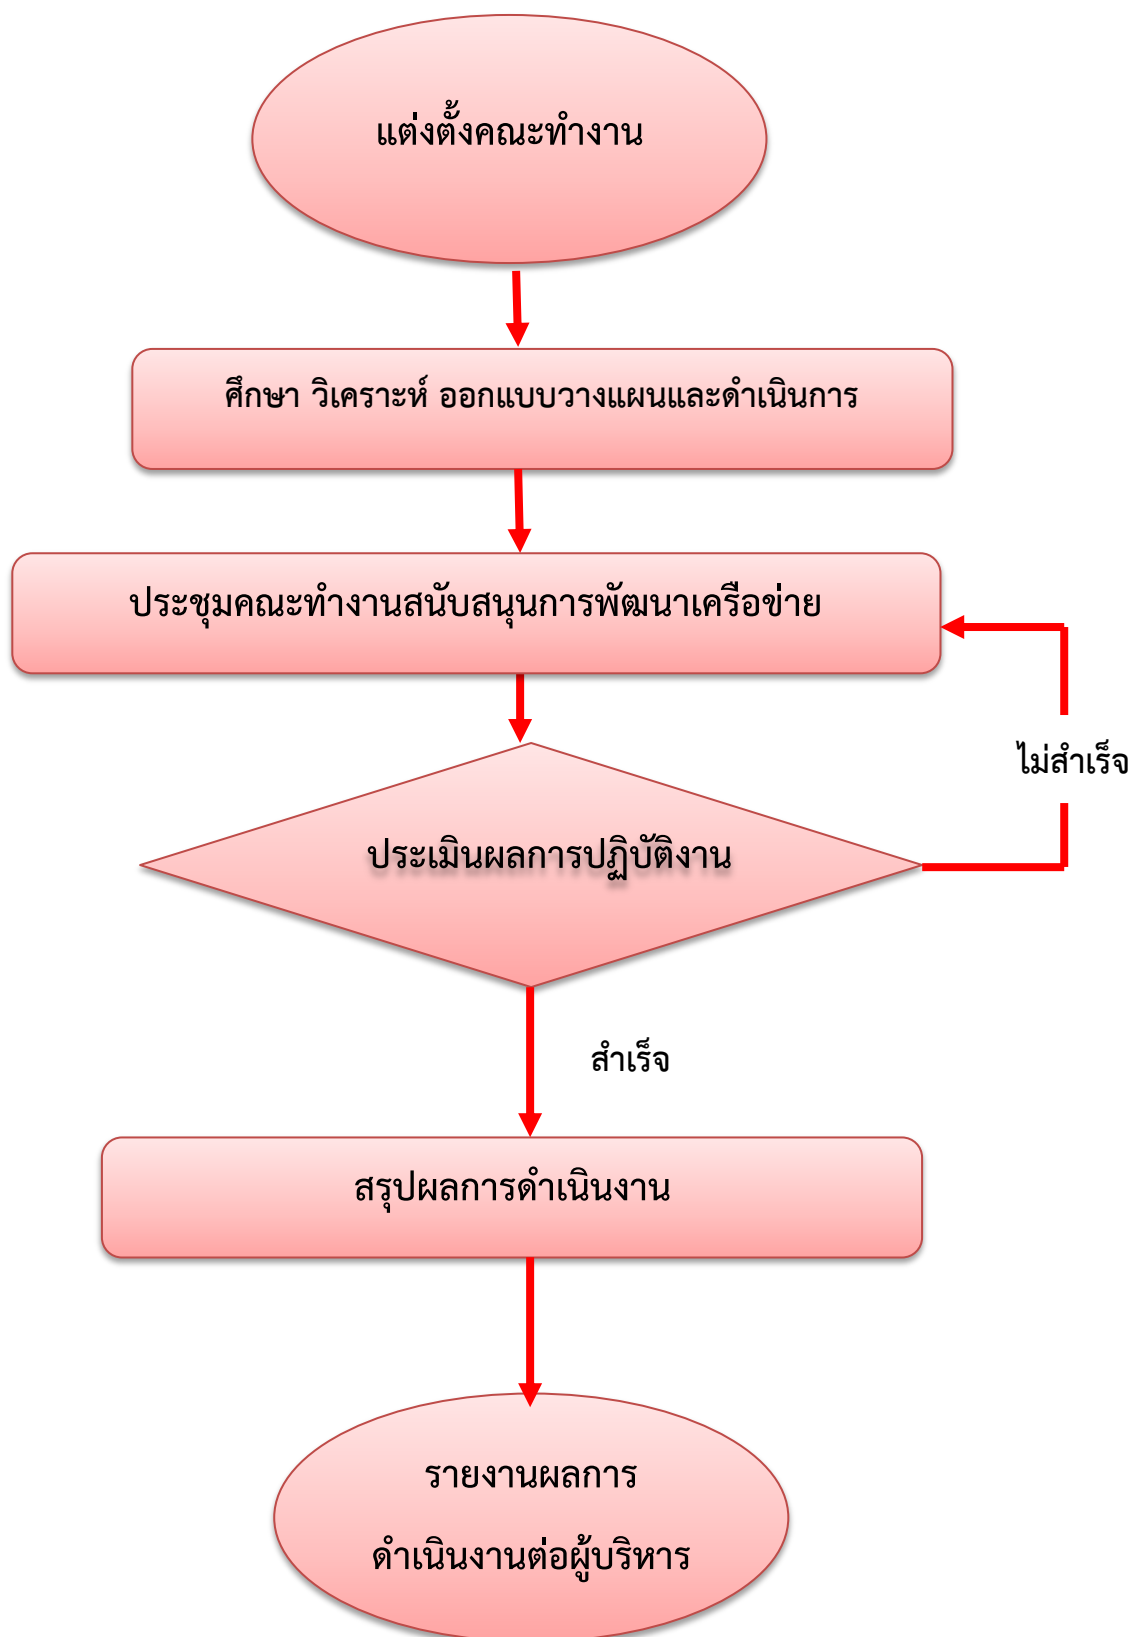 แต่งตั้งคณะทำงาน
ศึกษา วิเคราะห์ ออกแบบวางแผนและดำเนินการ
ประชุมคณะทำงานสนับสนุนการพัฒนาเครือข่าย
ไม่สำเร็จ
ประเมินผลการปฏิบัติงาน
สำเร็จ
สรุปผลการดำเนินงาน
รายงานผลการ
ดำเนินงานต่อผู้บริหาร